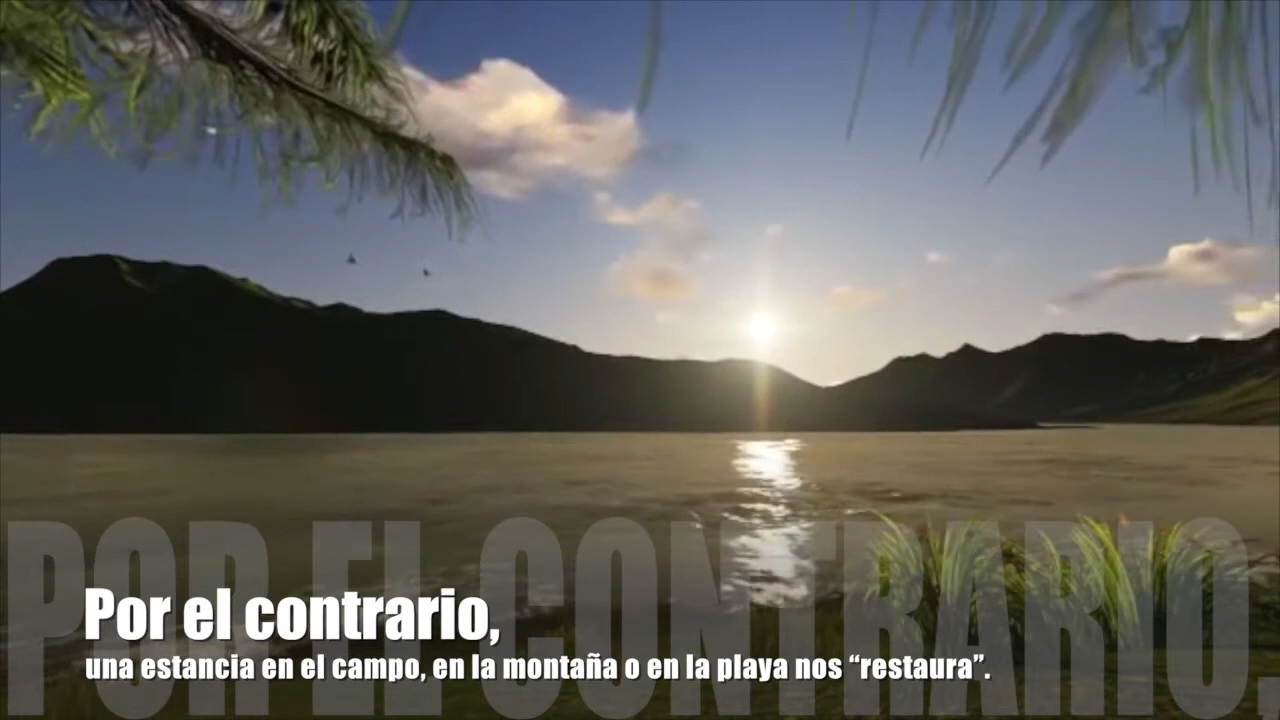 POR EL CONTRARIO,
Por el contrario,
una estancia en el campo, en la montaña o en la playa nos “restaura”.